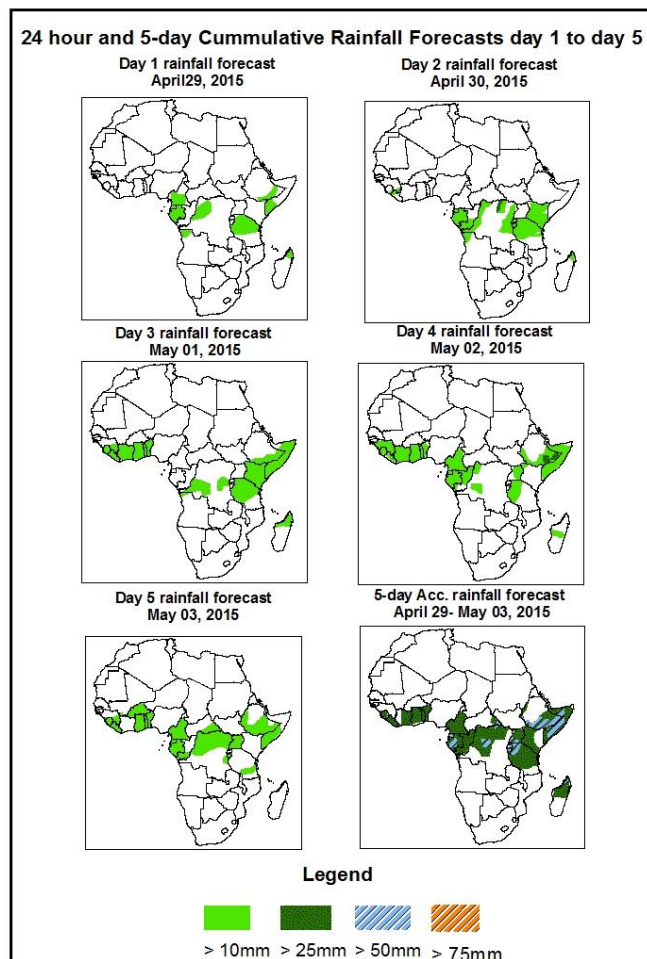 24 hour and 5-day Cummulative Rainfall Forecasts day 1 to day 5
Day 1 rainfall forecast
April29, 2015
Day 2 rainfall forecast
April 30, 2015
Day 3 rainfall forecast
May 01, 2015
Day 4 rainfall forecast
May 02, 2015
Day 5 rainfall forecast
May 03, 2015
5-day Acc. rainfall forecast
April 29- May 03, 2015
Legend
> 10mm > 25mm > 50mm > 75mm